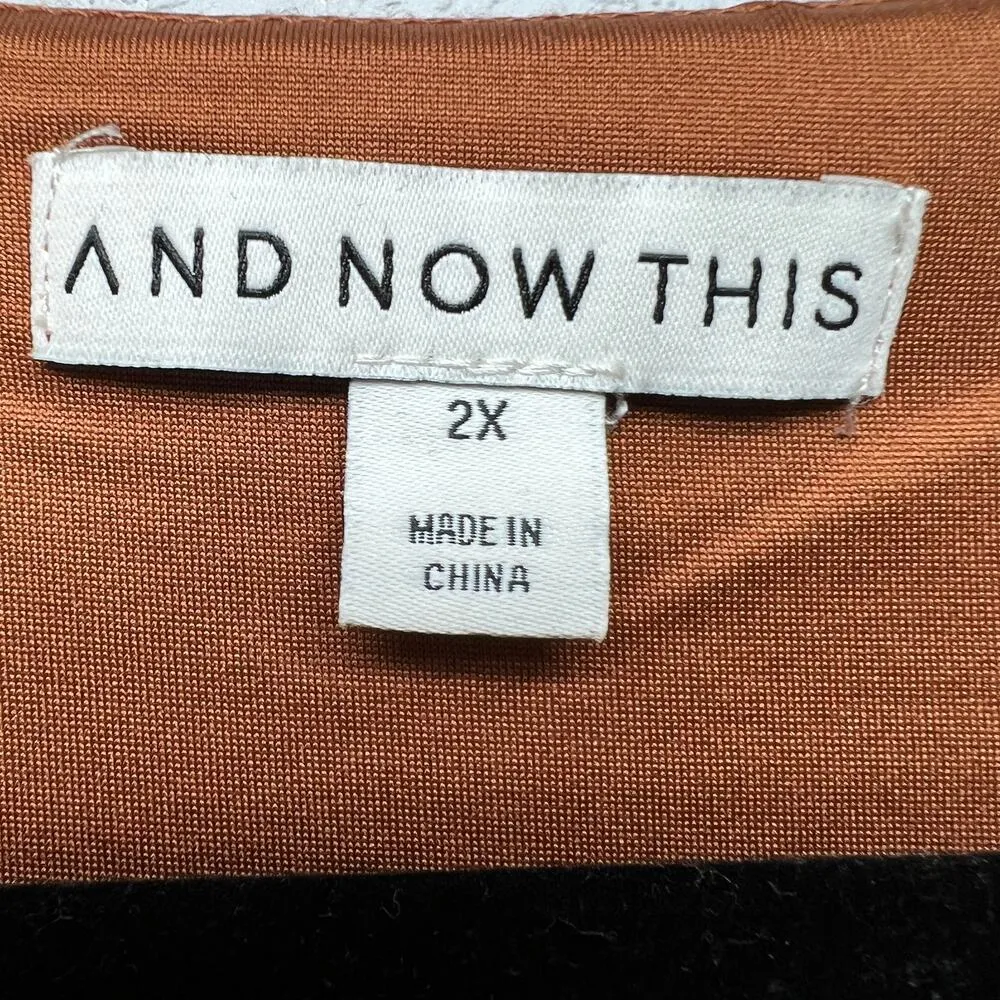 AND NOW THIS
2X
MADE IN
CHINA